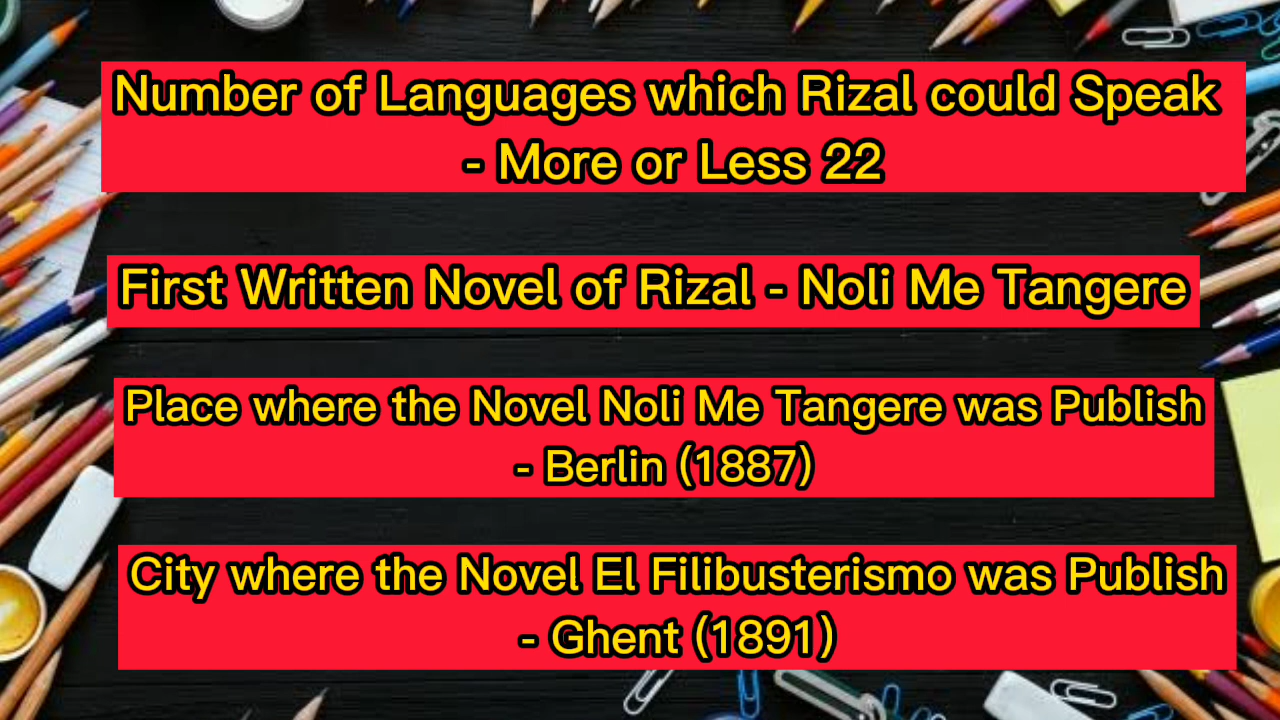 Number of Languages which Rizal could Speak
- More or Less 22
First Written Novel of Rizal - Noli Me Tangere
Place where the Novel Noli Me Tangere was Publish
- Berlin (1887)
City where the Novel El Filibusterismo was Publish
- Ghent (1891)